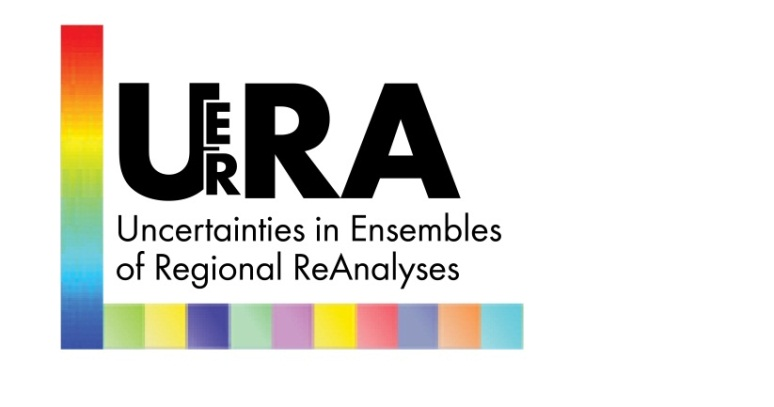 UERRA
Uncertainties in Ensembles
of Regional ReAnalyses